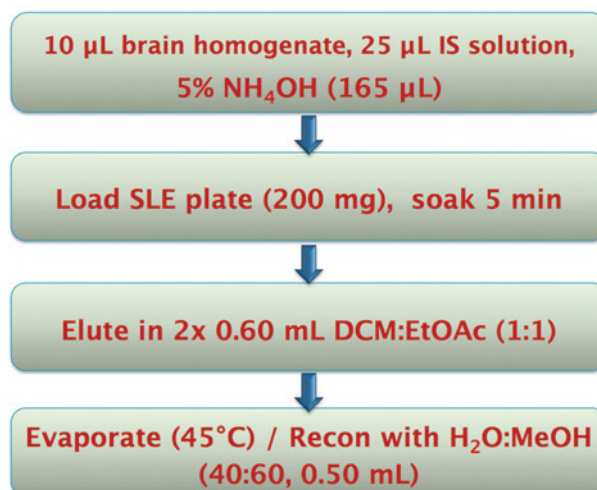 10 µL brain homogenate, 25 µL IS solution,
5% NH₄OH (165 µL)
Load SLE plate (200 mg), soak 5 min
Elute in 2x 0.60 mL DCM:EtOAc (1:1)
Evaporate (45°C) / Recon with H₂O:MeOH
(40:60, 0.50 mL)